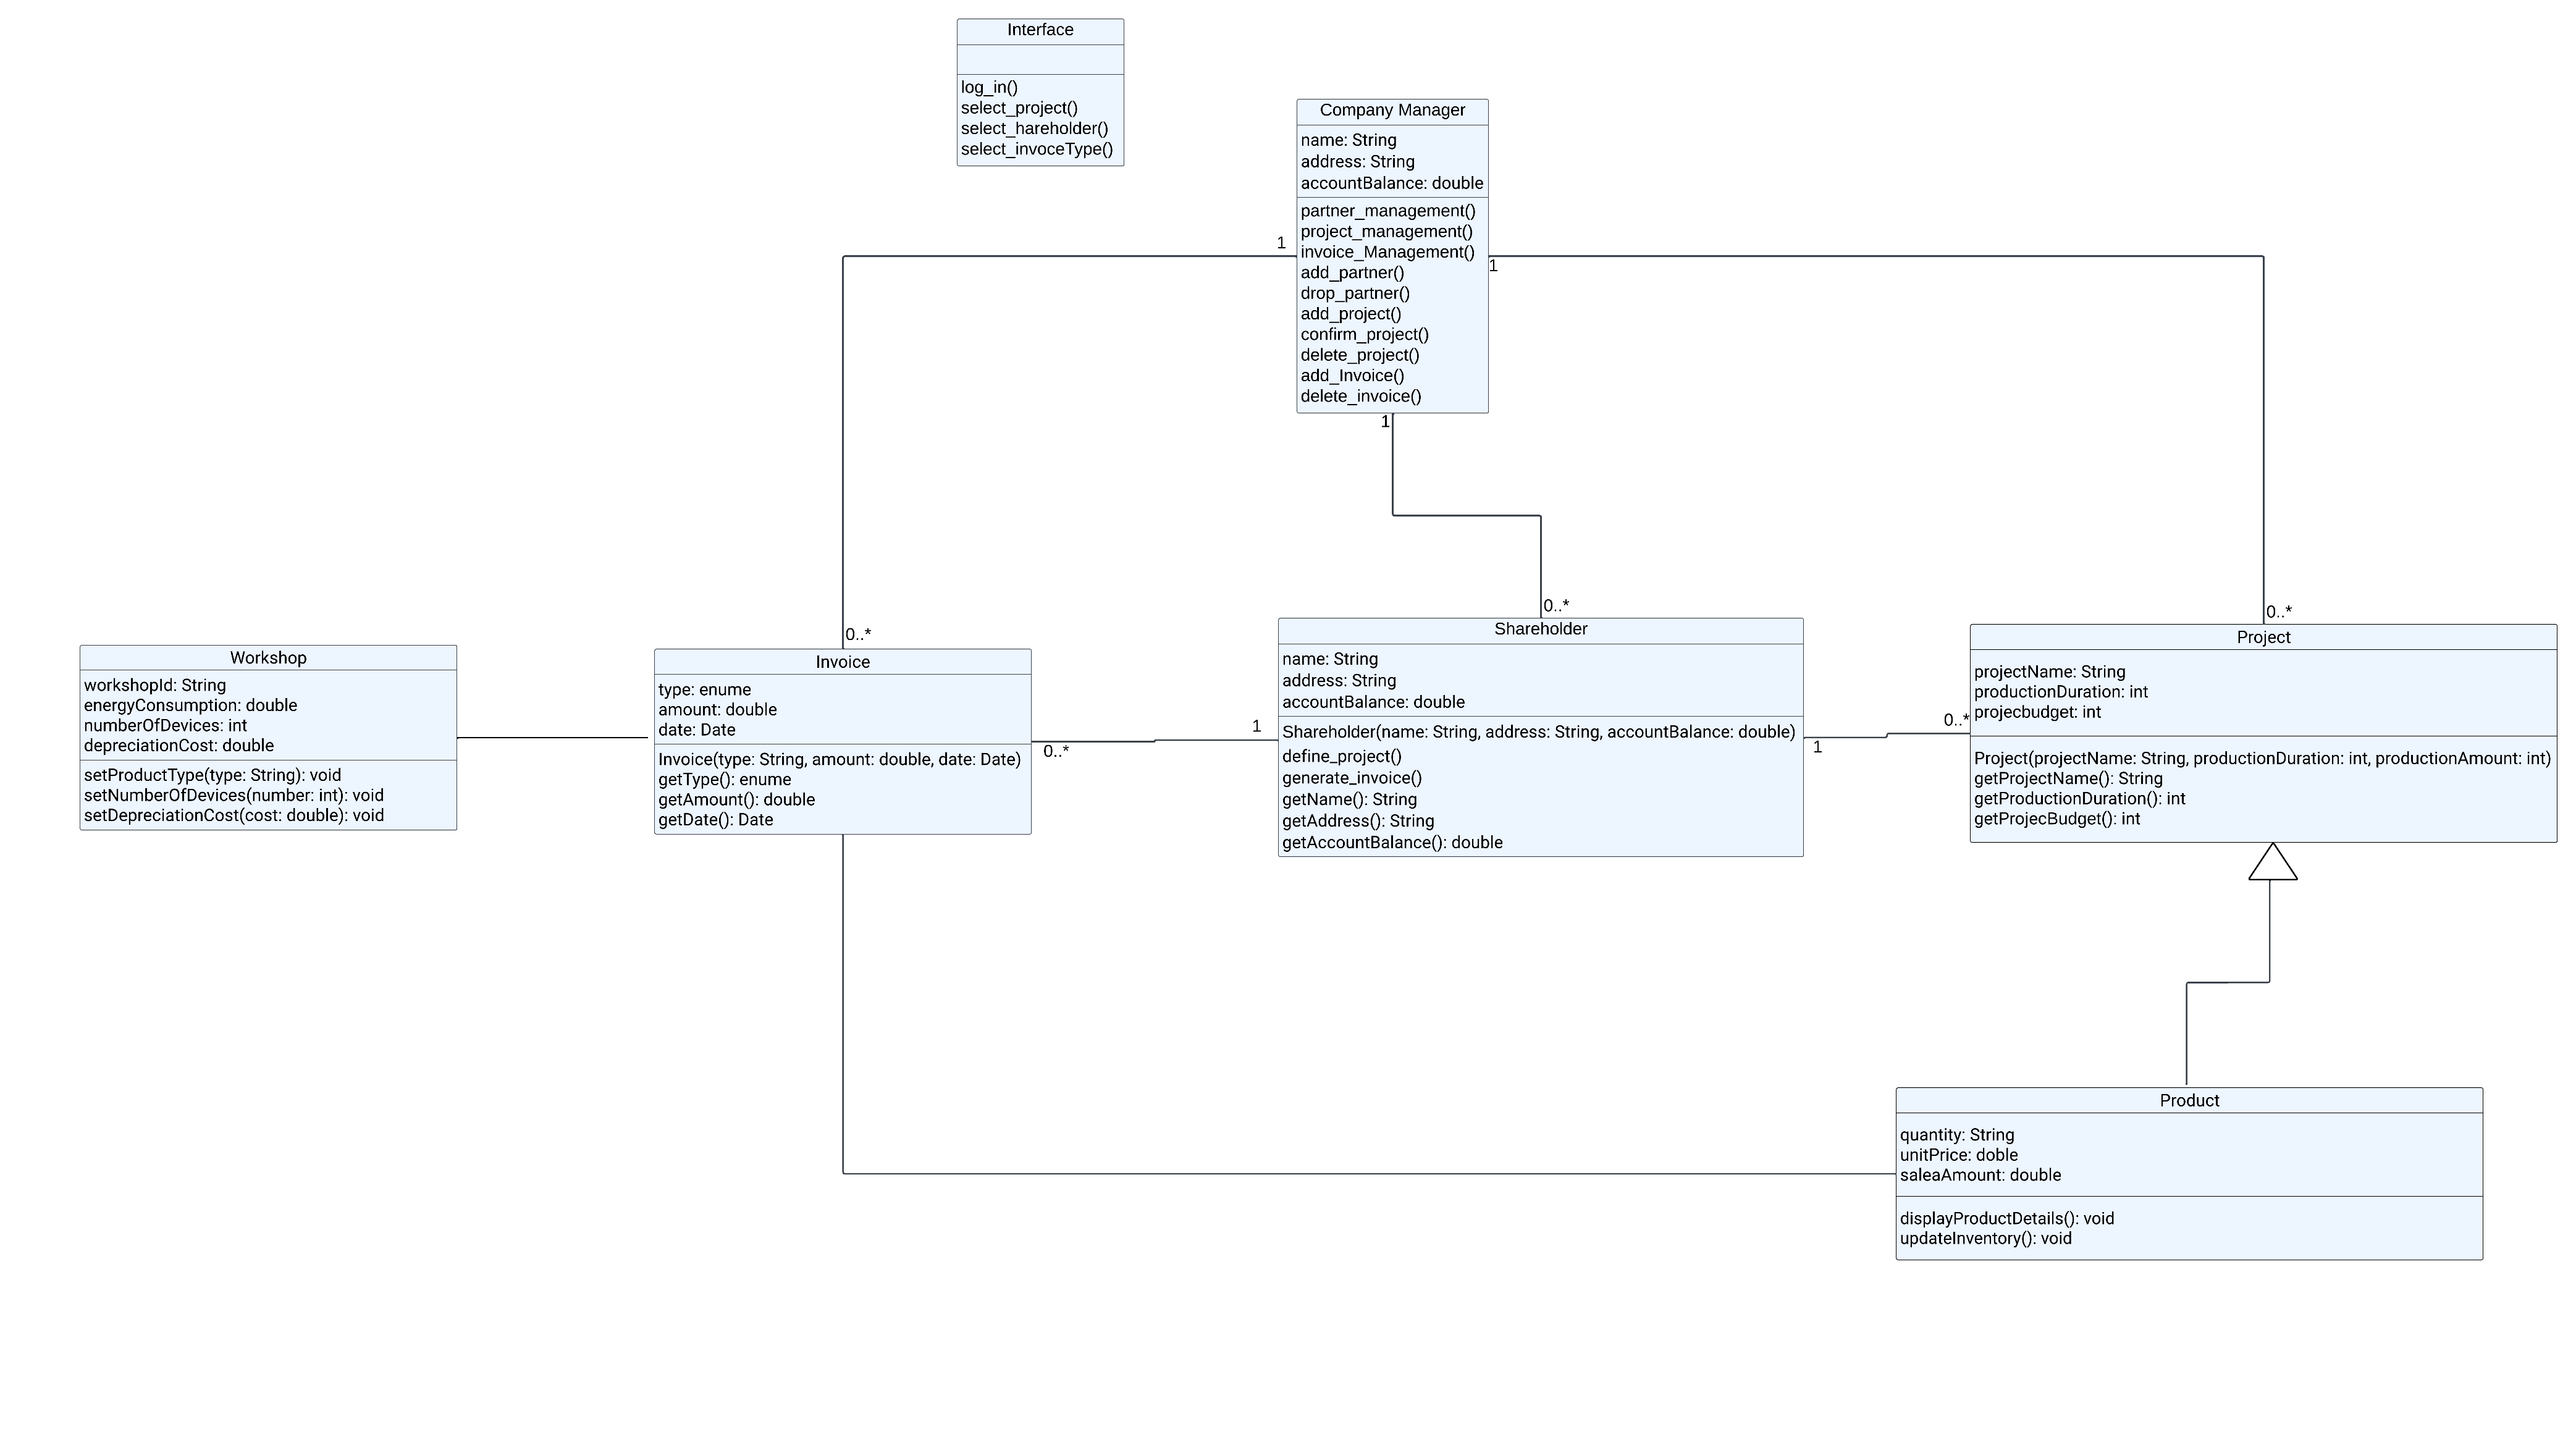 Interface
log_in()
select_project()
select_hareholder()
select_invoceType()
Company Manager
name: String
address: String
accountBalance: double
partner_management()
project_management()
invoice_Management()
add_partner()
drop_partner()
add_project()
confirm_project()
delete_project()
add_Invoice()
delete_invoice()
1
1
1
0..*
0..*
0..*
Workshop
workshopId: String
energyConsumption: double
numberOfDevices: int
depreciationCost: double
setProductType(type: String): void
setNumberOfDevices(number: int): void
setDepreciationCost(cost: double): void
Invoice
type: enume
amount: double
date: Date
Invoice(type: String, amount: double, date: Date)
getType(): enume
getAmount(): double
getDate(): Date
0..*
1
Shareholder
name: String
address: String
accountBalance: double
Shareholder(name: String, address: String, accountBalance: double)
define_project()
generate_invoice()
getName(): String
getAddress(): String
getAccountBalance(): double
1
0..*
Project
projectName: String
productionDuration: int
projecbudget: int
Project(projectName: String, productionDuration: int, productionAmount: int)
getProjectName(): String
getProductionDuration(): int
getProjecBudget(): int
Product
quantity: String
unitPrice: doble
saleaAmount: double
displayProductDetails(): void
updateInventory(): void